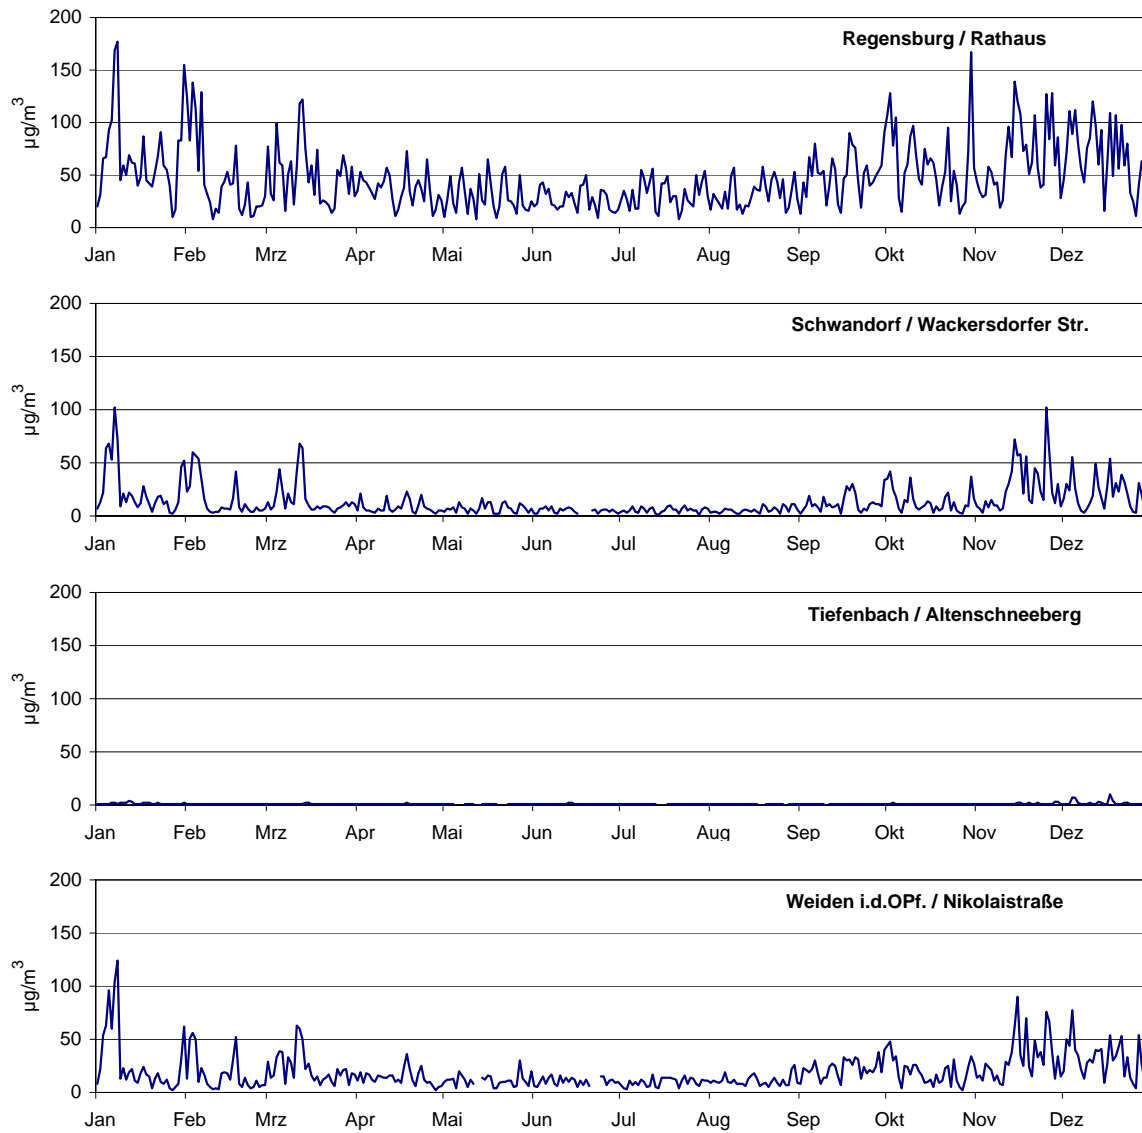 Regensburg / Rathaus
µg/m³
200
150
100
50
0
Jan Feb Mrz Apr Mai Jun Jul Aug Sep Okt Nov Dez
Schwandorf / Wackersdorfer Str.
µg/m³
200
150
100
50
0
Jan Feb Mrz Apr Mai Jun Jul Aug Sep Okt Nov Dez
Tiefenbach / Altenschneeberg
µg/m³
200
150
100
50
0
Jan Feb Mrz Apr Mai Jun Jul Aug Sep Okt Nov Dez
Weiden i.d.OPf. / Nikolaistraße
µg/m³
200
150
100
50
0
Jan Feb Mrz Apr Mai Jun Jul Aug Sep Okt Nov Dez